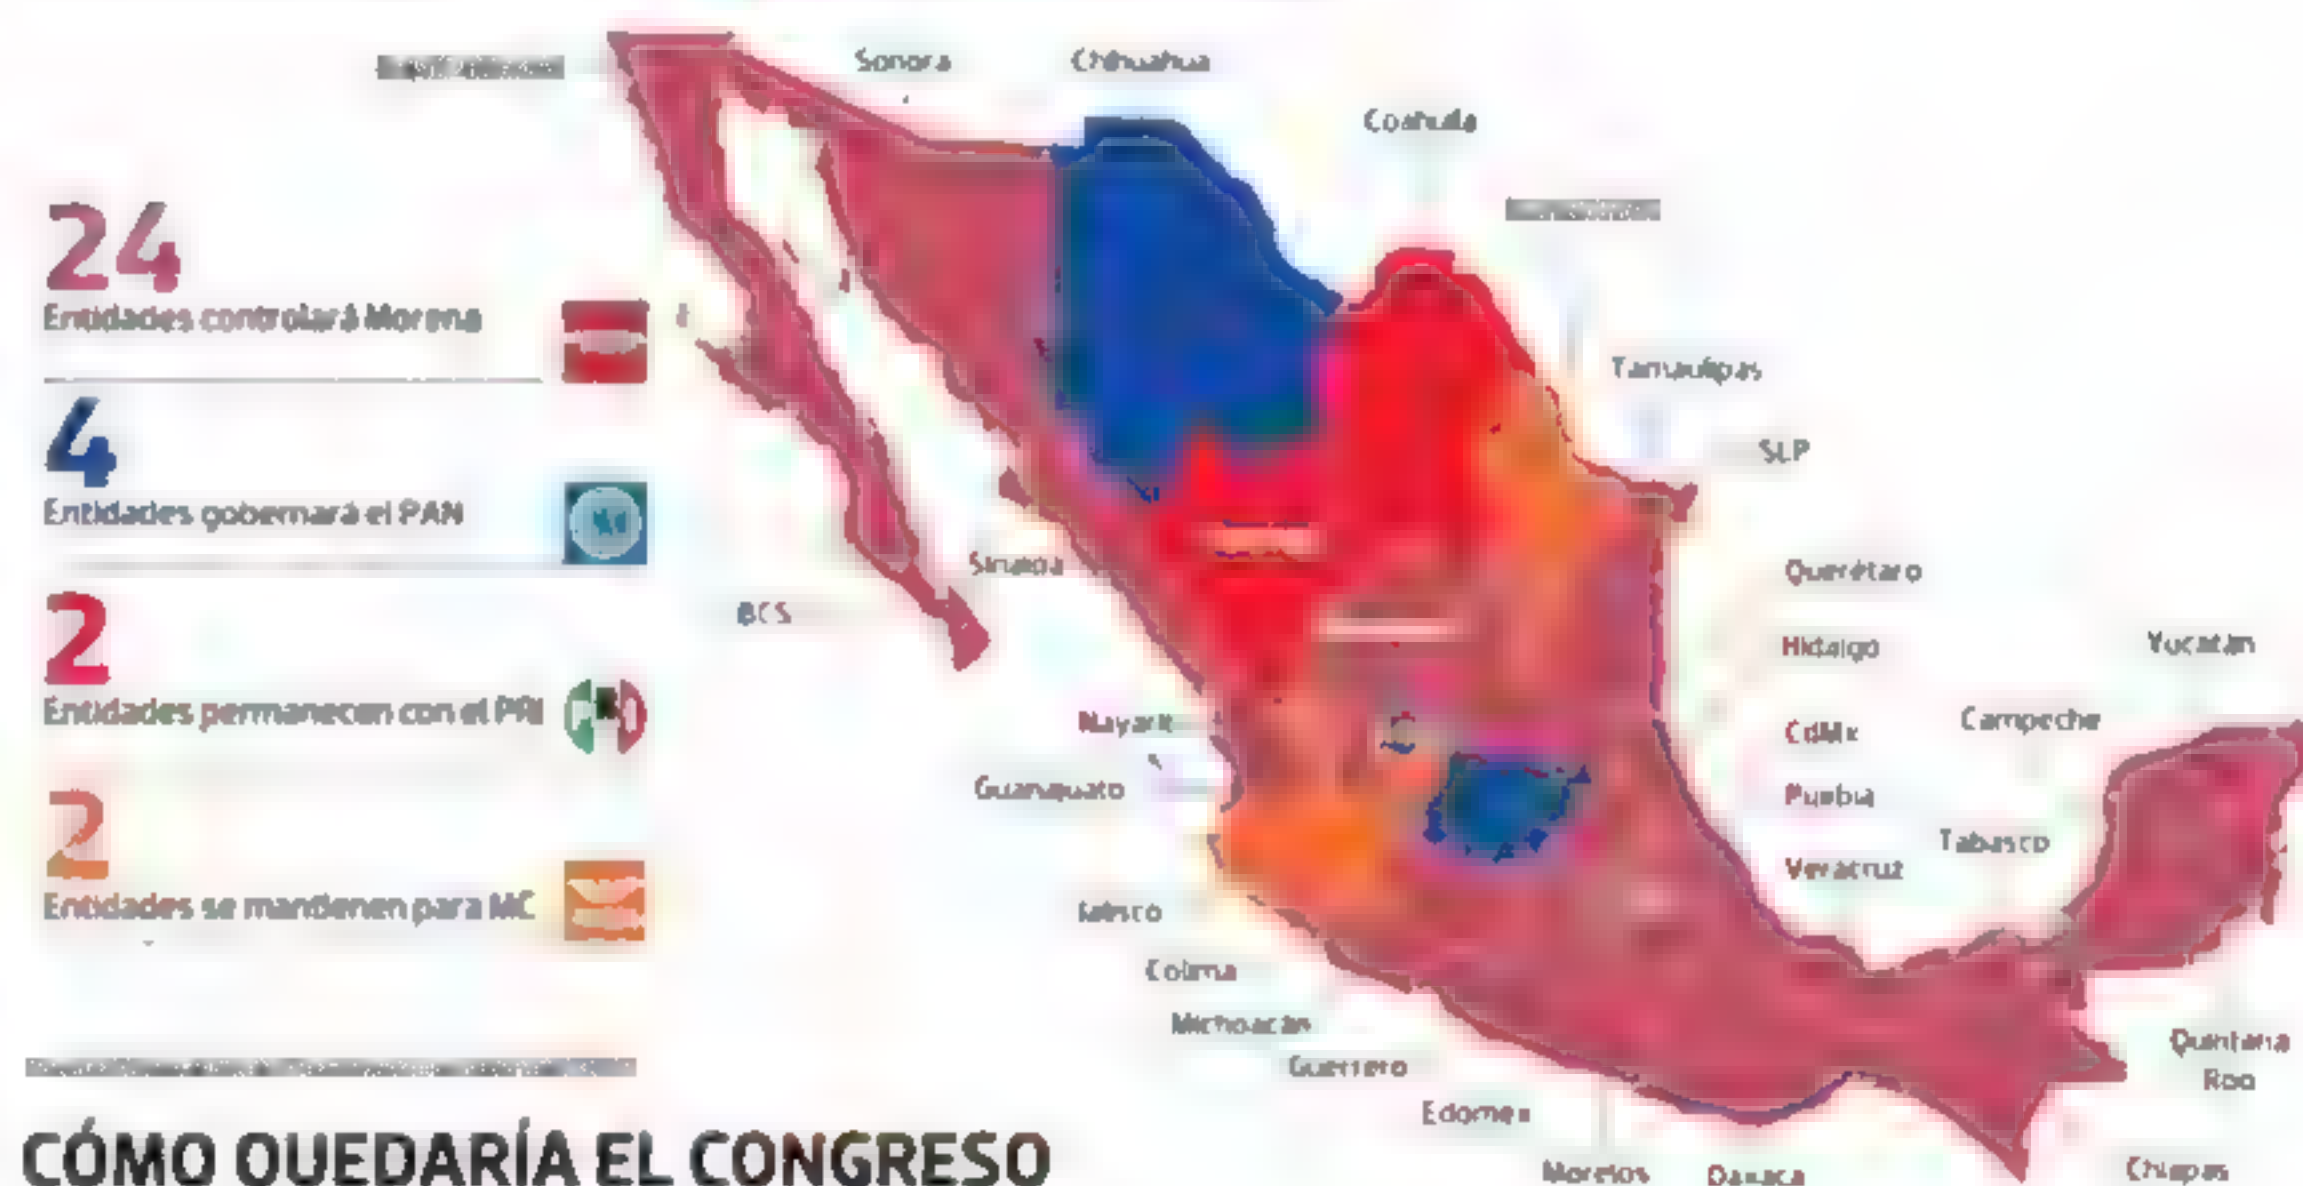 Sonora
Chihuahua
Coahuila
24
Entidades controlará Morena
Tamaulipas
4
SLP
Entidades gobernará el PAN
Sinaloa
Querétaro
BCS
2
Hidalgo
Yucatán
Entidades permanecen con el PRI
Nayarit
CdMx
Campeche
Guanajuato
Puebla
2
Tabasco
Veracruz
Entidades se mantienen para MC
Jalisco
Colima
Michoacán
Guerrero
Quintana
Roo
Edomex
CÓMO QUEDARÍA EL CONGRESO
Morelos
Oaxaca
Chiapas